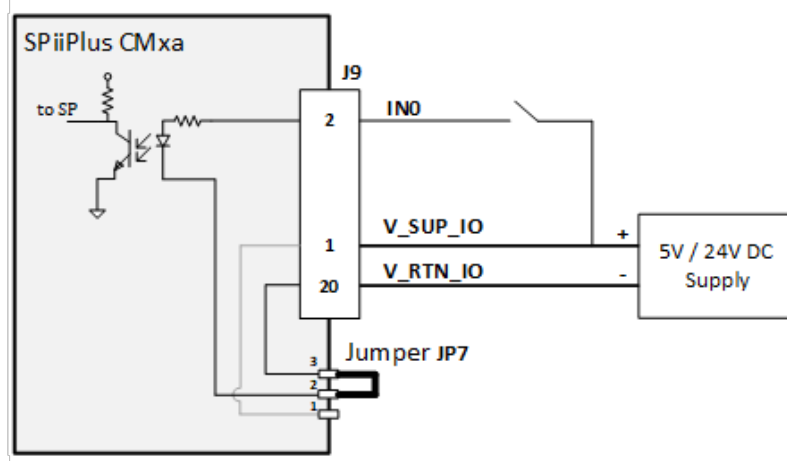 SPiiPlus CMxa
J9
to SP
2
IN0
1
V_SUP_IO
+
5V / 24V DC
Supply
20
V_RTN_IO
-
Jumper JP7
3
2
1